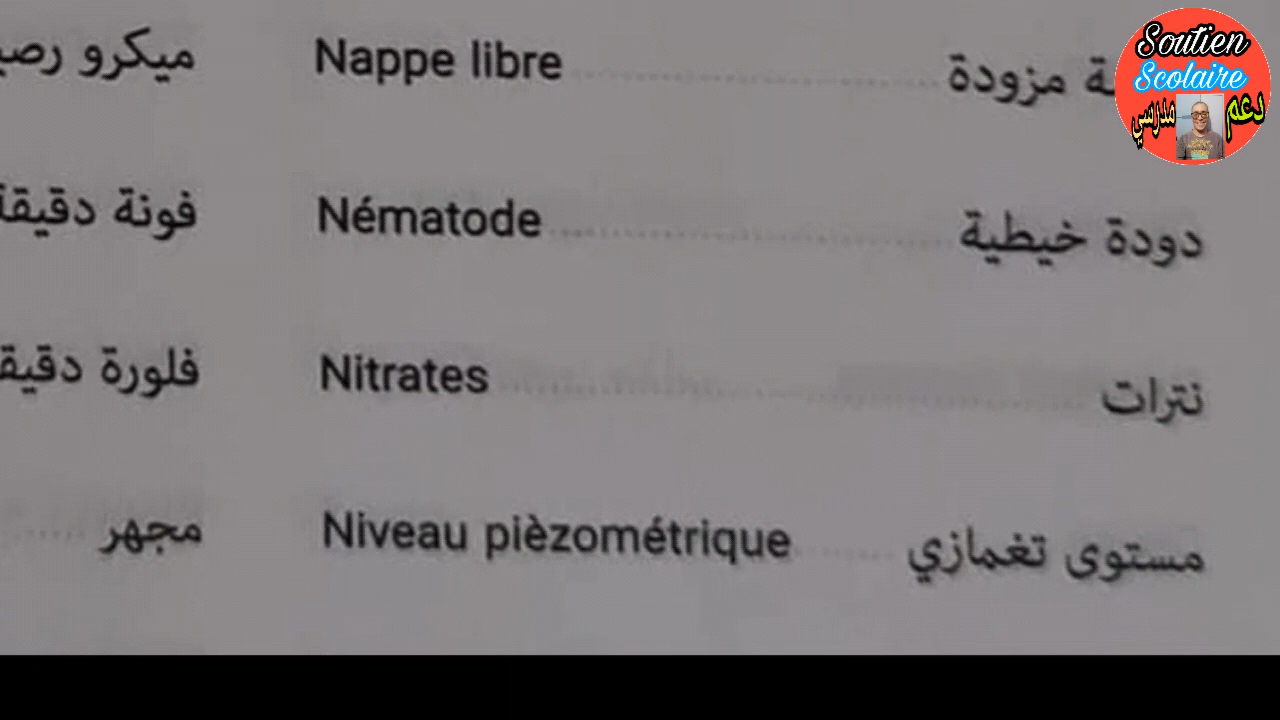 Soutien
Scolaire
دعم مدرسي
Nappe libre مزودة
Nématode دودة خيطية
Nitrates نترات
Niveau pièzométrique مستوى تغمازي
ميكرو
فونة دقيقة
فلورة
مجهر